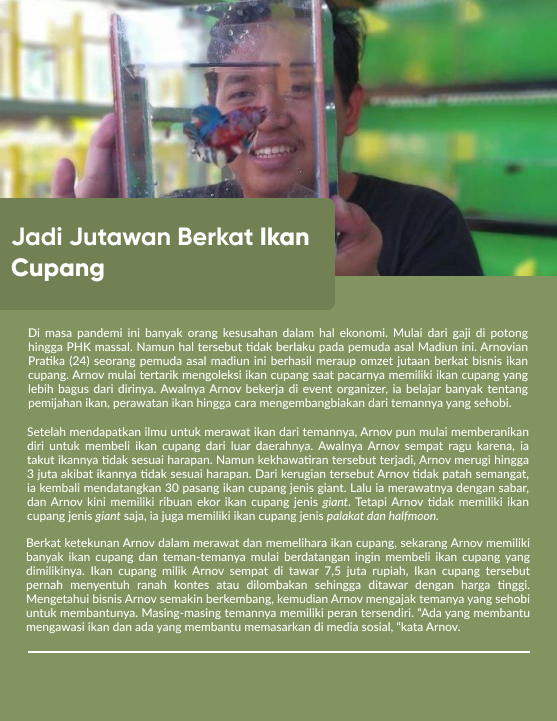 Jadi Jutawan Berkat Ikan
Cupang
Di masa pandemi ini banyak orang kesusahan dalam hal ekonomi. Mulai dari gaji di potong
hingga PHK massal. Namun hal tersebut tidak berlaku pada pemuda asal Madiun ini. Arnovian
Pratika (24) seorang pemuda asal madiun ini berhasil meraup omzet jutaan berkat bisnis ikan
cupang. Arnov mulai tertarik mengoleksi ikan cupang saat pacarnya memiliki ikan cupang yang
lebih bagus dari dirinya. Awalnya Arnov bekerja di event organizer, ia belajar banyak tentang
pemijahan ikan, perawatan ikan hingga cara mengembangbiakan dari temannya yang sehobi.
Setelah mendapatkan ilmu untuk merawat ikan dari temannya, Arnov pun mulai memberanikan
diri untuk membeli ikan cupang dari luar daerahnya. Awalnya Arnov sempat ragu karena, ia
takut ikannya tidak sesuai harapan. Namun kekhawatiran tersebut terjadi, Arnov merugi hingga
3 juta akibat ikannya tidak sesuai harapan. Dari kerugian tersebut Arnov tidak patah semangat,
ia kembali mendatangkan 30 pasang ikan cupang jenis giant. Lalu ia merawatnya dengan sabar,
dan Arnov kini memiliki ribuan ekor ikan cupang jenis giant. Tetapi Arnov tidak memiliki ikan
cupang jenis giant saja, ia juga memiliki ikan cupang jenis palakat dan halfmoon.
Berkat ketekunan Arnov dalam merawat dan memelihara ikan cupang, sekarang Arnov memiliki
banyak ikan cupang dan teman-temanya mulai berdatangan ingin membeli ikan cupang yang
dimilikinya. Ikan cupang milik Arnov sempat di tawar 7,5 juta rupiah, Ikan cupang tersebut
pernah menyentuh ranah kontes atau dilombakan sehingga ditawar dengan harga tinggi.
Mengetahui bisnis Arnov semakin berkembang, kemudian Arnov mengajak temanya yang sehobi
untuk membantunya. Masing-masing temannya memiliki peran tersendiri. “Ada yang membantu
mengawasi ikan dan ada yang membantu memasarkan di media sosial, “kata Arnov.